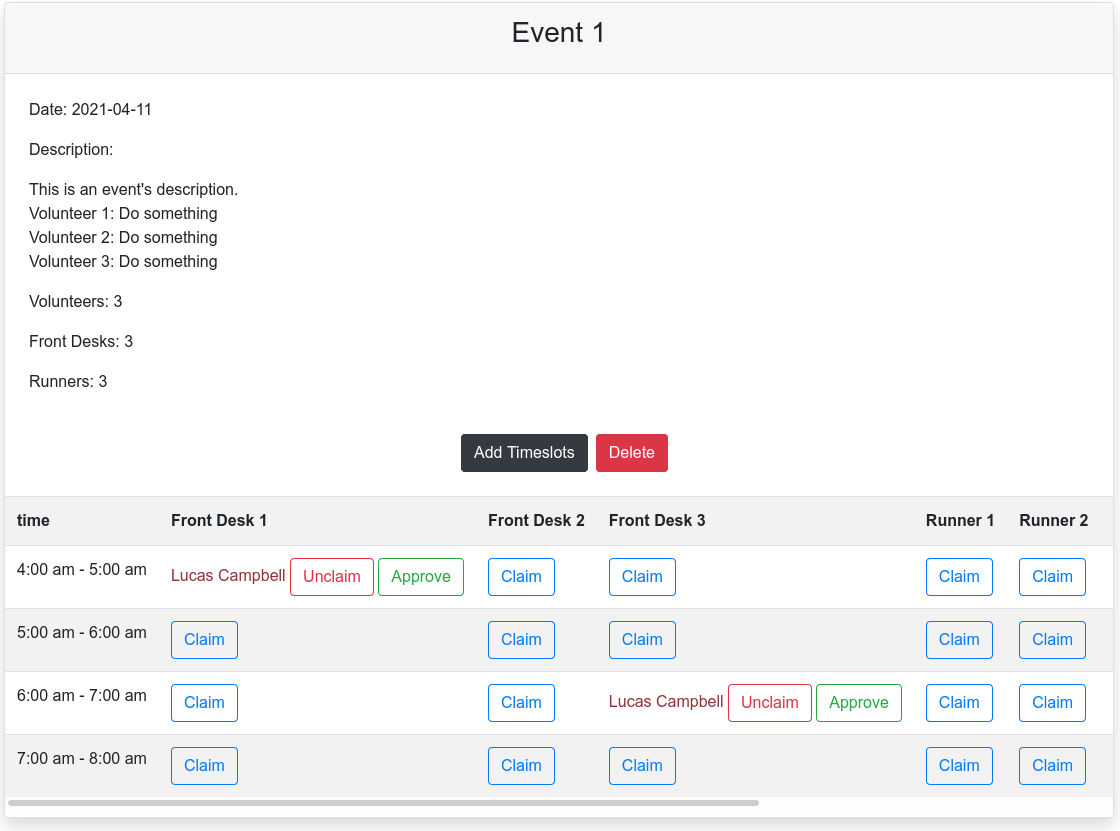 Event 1
Date: 2021-04-11
Description:
This is an event's description.
Volunteer 1: Do something
Volunteer 2: Do something
Volunteer 3: Do something
Volunteers: 3
Front Desks: 3
Runners: 3
Add Timeslots Delete
time Front Desk 1 Front Desk 2 Front Desk 3 Runner 1 Runner 2
4:00 am - 5:00 am Lucas Campbell Unclaim Approve Claim Claim Claim Claim
5:00 am - 6:00 am Claim Claim Claim Claim Claim
6:00 am - 7:00 am Claim Claim Lucas Campbell Unclaim Approve Claim Claim
7:00 am - 8:00 am Claim Claim Claim Claim Claim